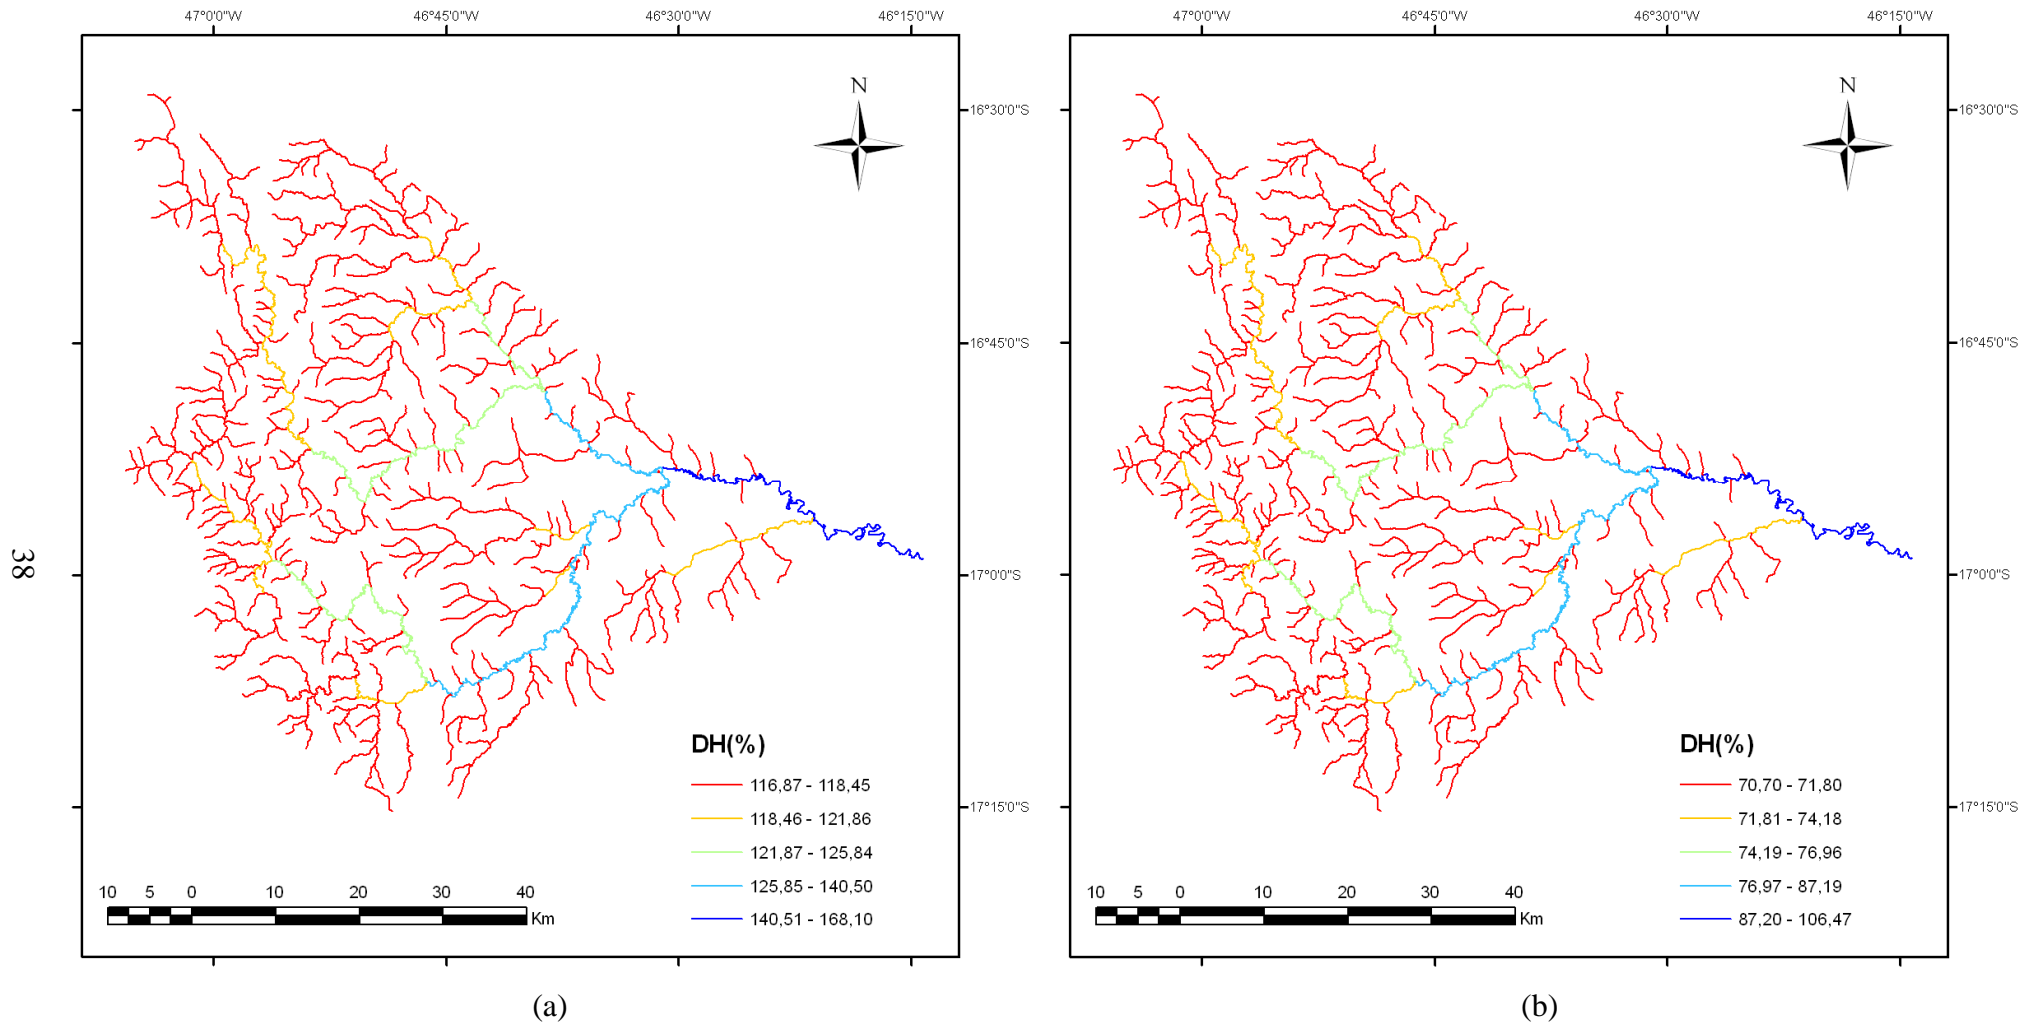 47°0'0"W 46°45'0"W 46°30'0"W 46°15'0"W
N
16°30'0"S
16°45'0"S
17°0'0"S
17°15'0"S
DH(%)
116,87 - 118,45
118,46 - 121,86
121,87 - 125,84
125,85 - 140,50
140,51 - 168,10
10 5 0 10 20 30 40
Km
(a)
47°0'0"W 46°45'0"W 46°30'0"W 46°15'0"W
N
16°30'0"S
16°45'0"S
17°0'0"S
17°15'0"S
DH(%)
70,70 - 71,80
71,81 - 74,18
74,19 - 76,96
76,97 - 87,19
87,20 - 106,47
10 5 0 10 20 30 40
Km
(b)
38